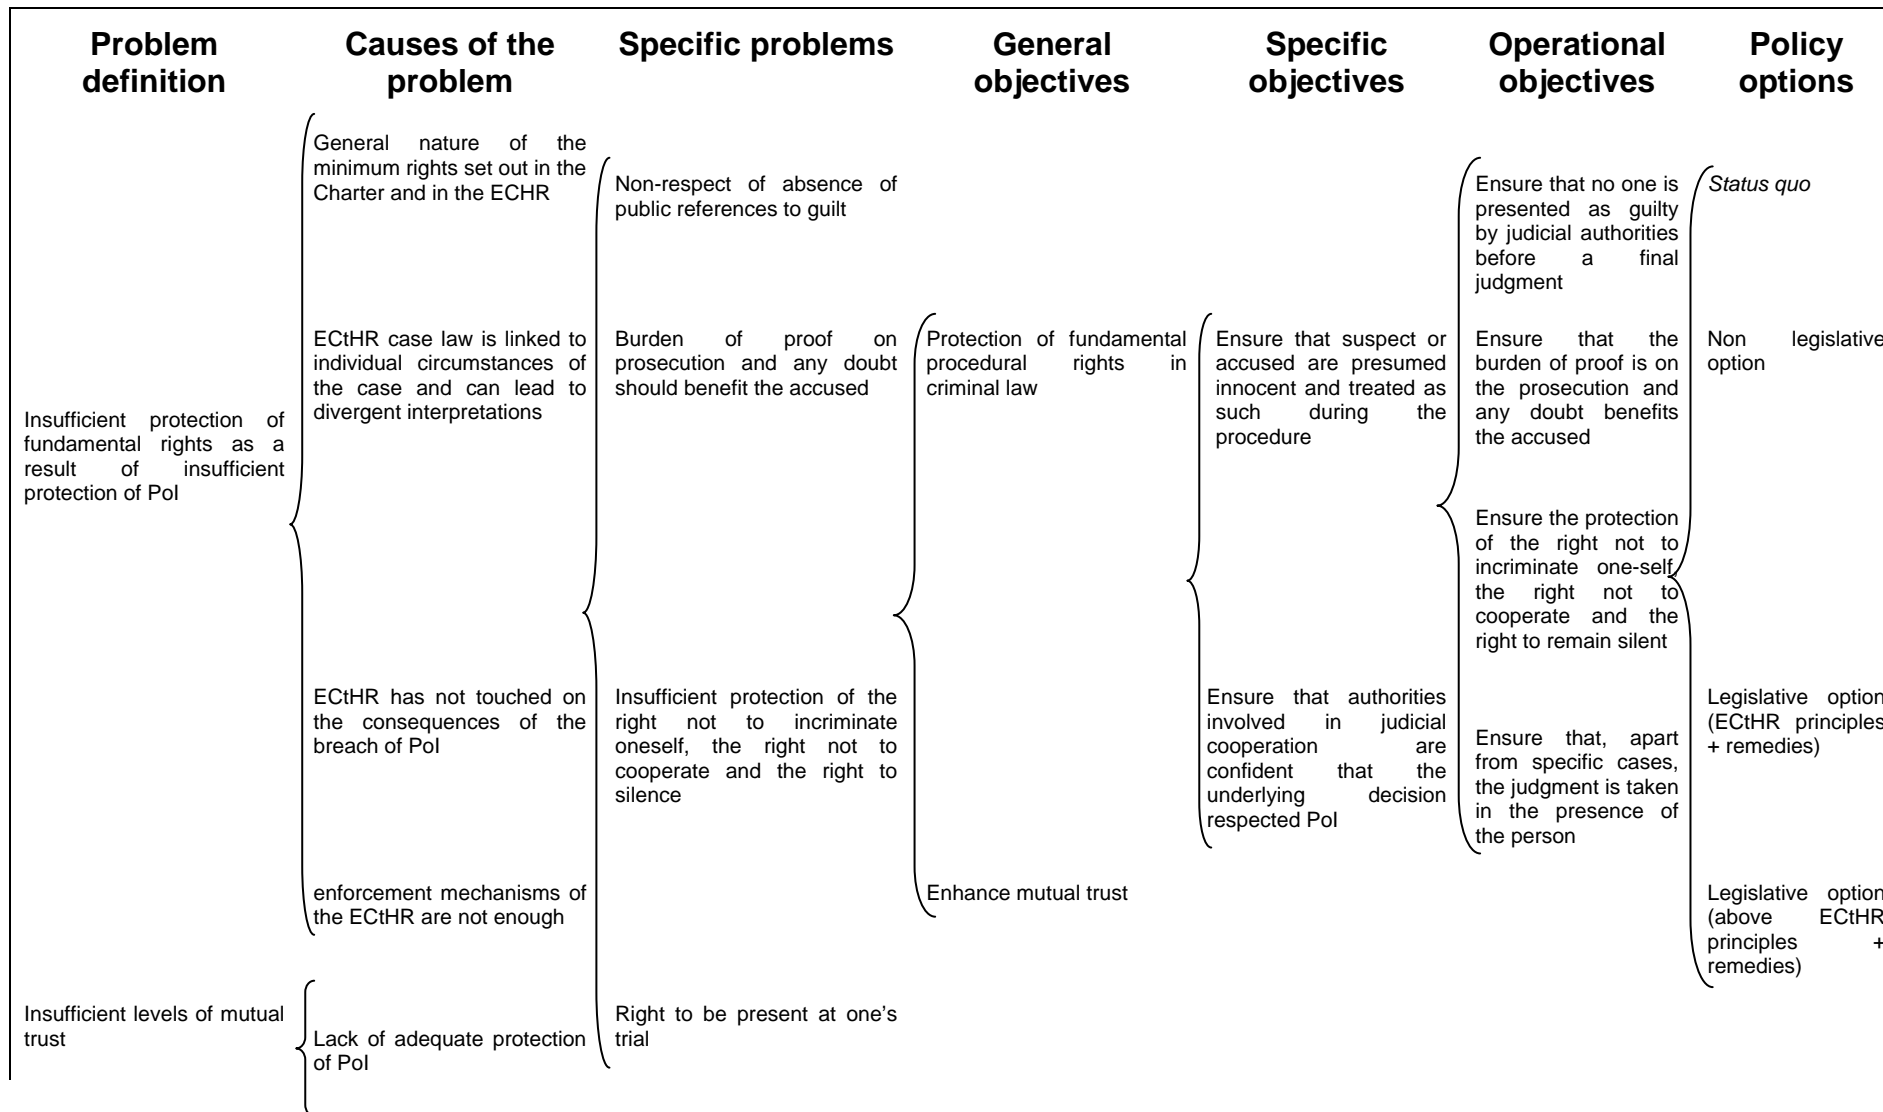 Problem
definition
Causes of the
problem
Specific problems
General
objectives
Specific
objectives
Operational
objectives
Policy
options
Insufficient protection of
fundamental rights as a
result of insufficient
protection of PoI
Insufficient levels of mutual
trust
General nature of the
minimum rights set out in the
Charter and in the ECHR
ECtHR case law is linked to
individual circumstances of
the case and can lead to
divergent interpretations
ECtHR has not touched on
the consequences of the
breach of PoI
enforcement mechanisms of
the ECtHR are not enough
Lack of adequate protection
of PoI
Non-respect of absence of
public references to guilt
Burden of proof on
prosecution and any doubt
should benefit the accused
Insufficient protection of the
right not to incriminate
oneself, the right not to
cooperate and the right to
silence
Right to be present at one's
trial
Protection of fundamental
procedural rights in
criminal law
Enhance mutual trust
Ensure that suspect or
accused are presumed
innocent and treated as
such during the
procedure
Ensure that authorities
involved in judicial
cooperation are
confident that the
underlying decision
respected PoI
Ensure that no one is
presented as guilty
by judicial authorities
before a final
judgment
Ensure that the
burden of proof is on
the prosecution and
any doubt benefits
the accused
Ensure the protection
of the right not to
incriminate one-self,
the right not to
cooperate and the
right to remain silent
Ensure that, apart
from specific cases,
the judgment is taken
in the presence of
the person
Status quo
Non legislative
option
Legislative option
(ECtHR principles
+ remedies)
Legislative option
(above ECtHR
principles +
remedies)